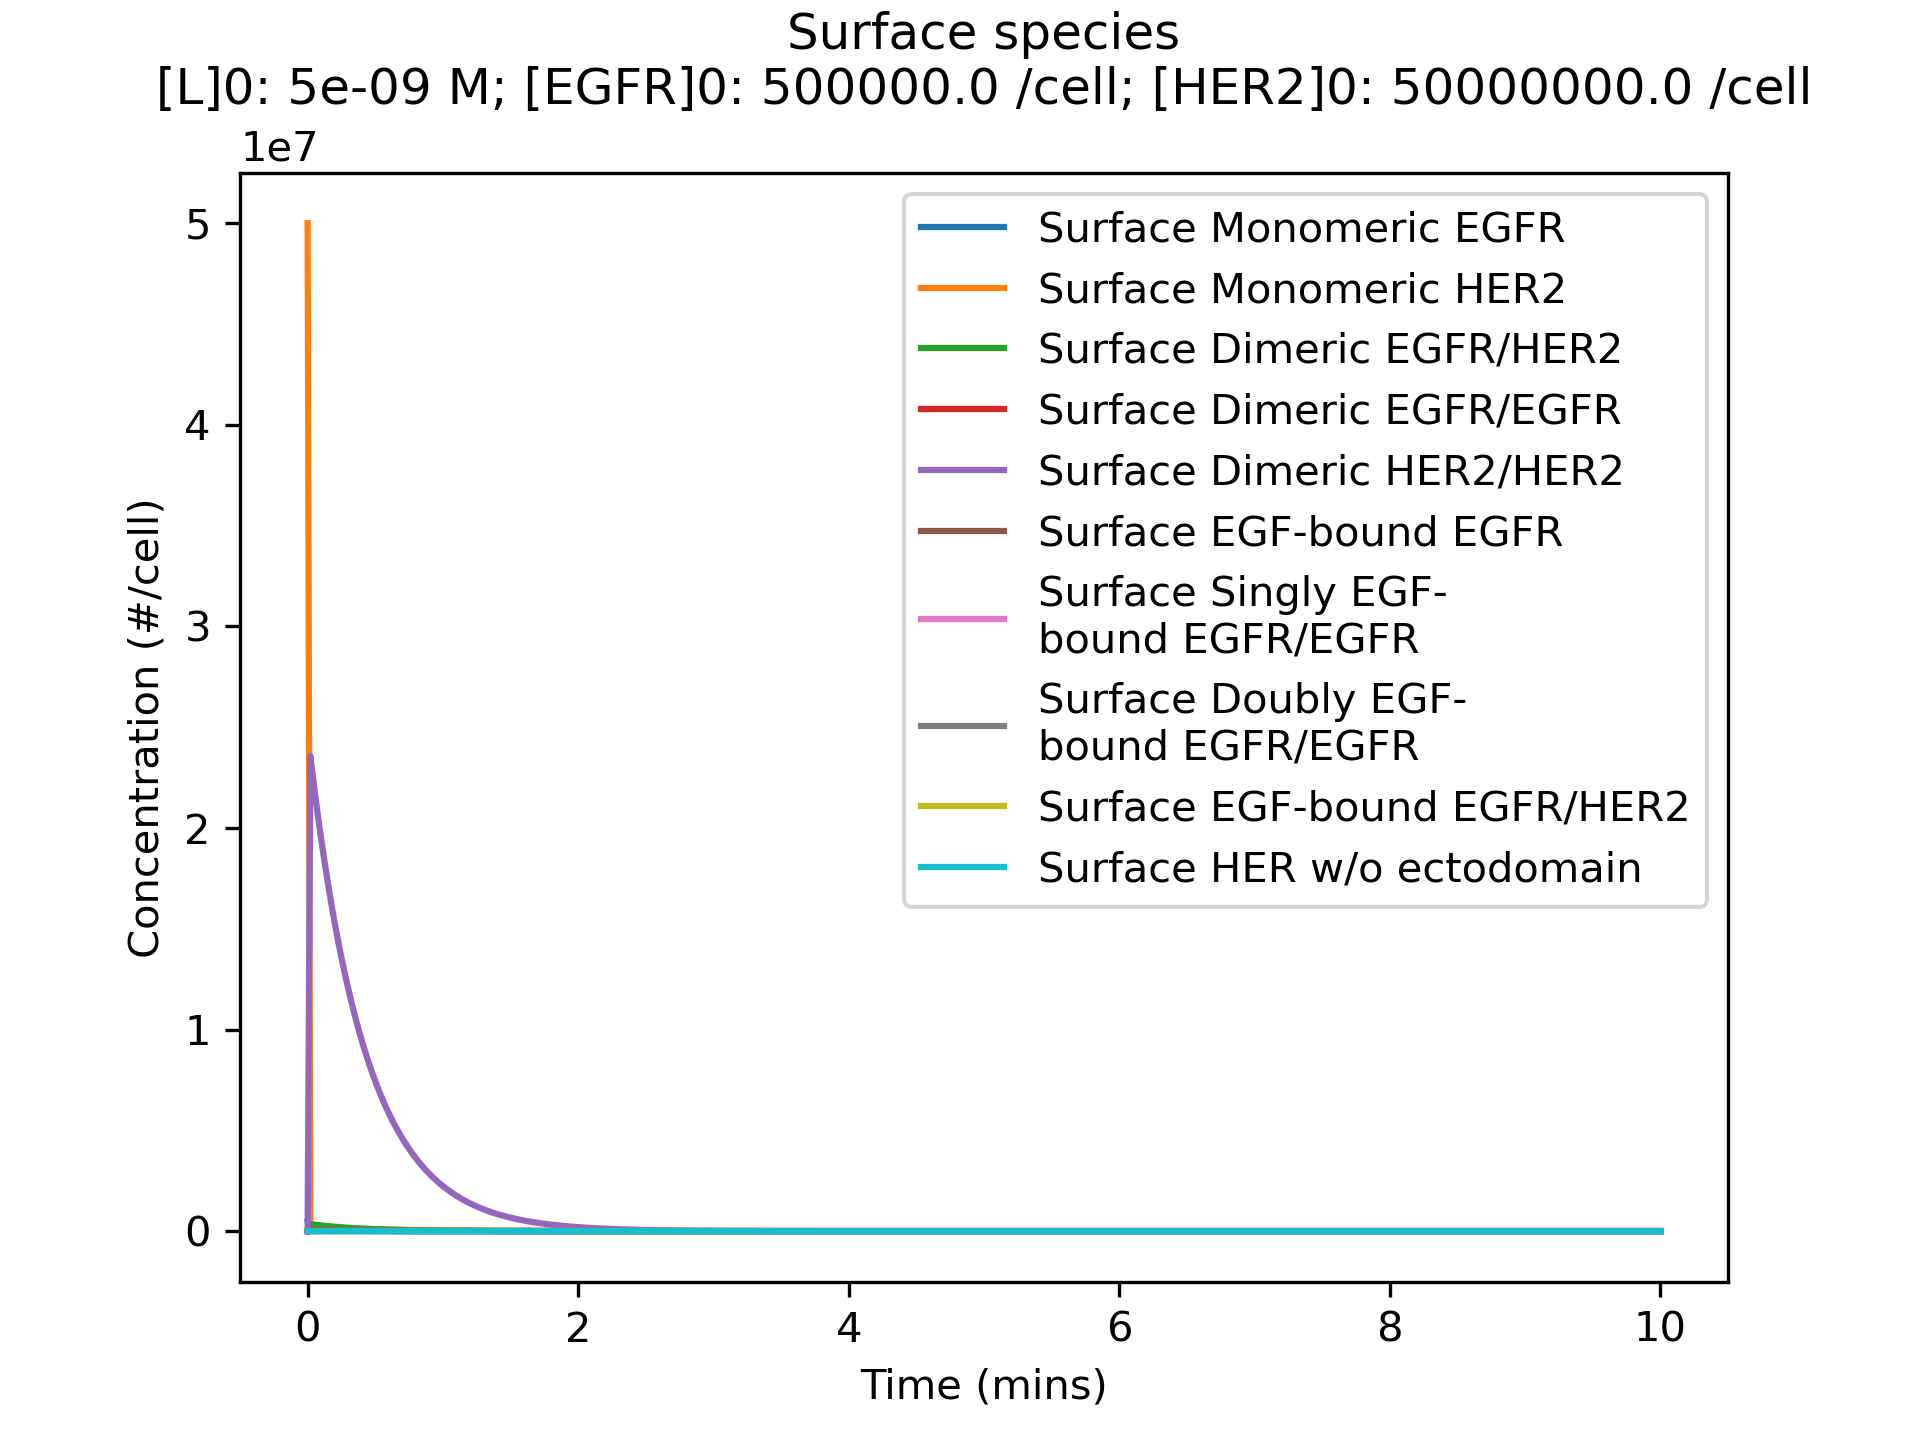 Surface species
[L]0: 5e-09 M; [EGFR]0: 500000.0 /cell; [HER2]0: 50000000.0 /cell
1e7
5
4
3
2
1
0
Concentration (#/cell)
Surface Monomeric EGFR
Surface Monomeric HER2
Surface Dimeric EGFR/HER2
Surface Dimeric EGFR/EGFR
Surface Dimeric HER2/HER2
Surface EGF-bound EGFR
Surface Singly EGF-
bound EGFR/EGFR
Surface Doubly EGF-
bound EGFR/EGFR
Surface EGF-bound EGFR/HER2
Surface HER w/o ectodomain
0 2 4 6 8 10
Time (mins)